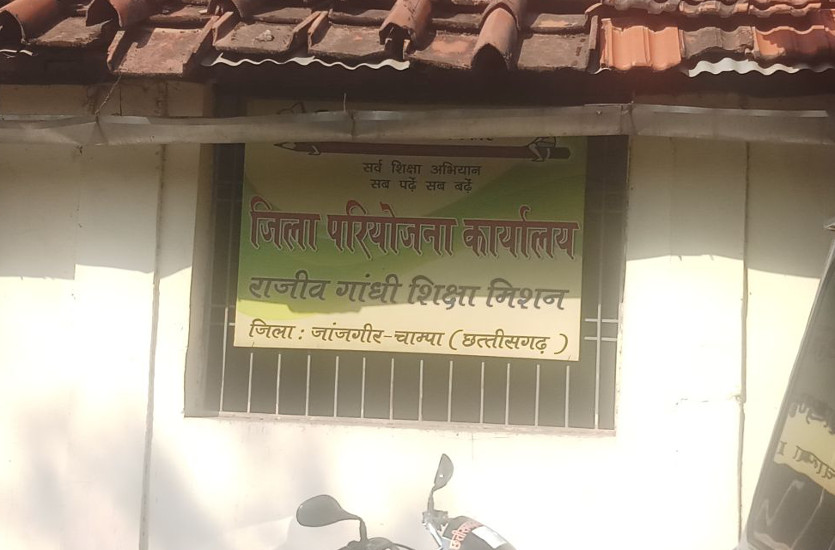 सर्व शिक्षा अभियान
सब पढ़ें सब बढ़ें
जिला परियोजना कार्यालय
राजीव गांधी शिक्षा मिशन
जिला : जांजगीर-चाम्पा ( छत्तीसगढ़ )